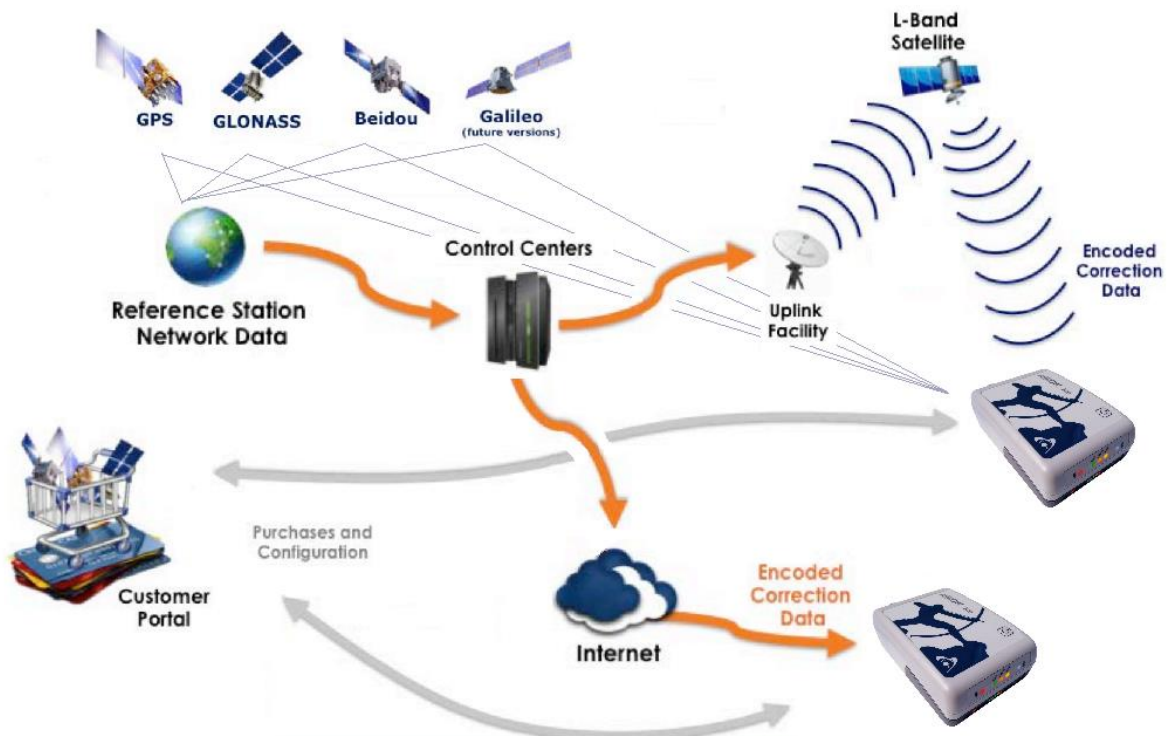 L-Band
Satellite
GPS
GLONASS
Beidou
Galileo
(future versions)
Control Centers
Encoded
Correction
Data
Reference Station
Network Data
Uplink
Facility
Purchases and
Configuration
Encoded
Correction
Data
Customer
Portal
Internet